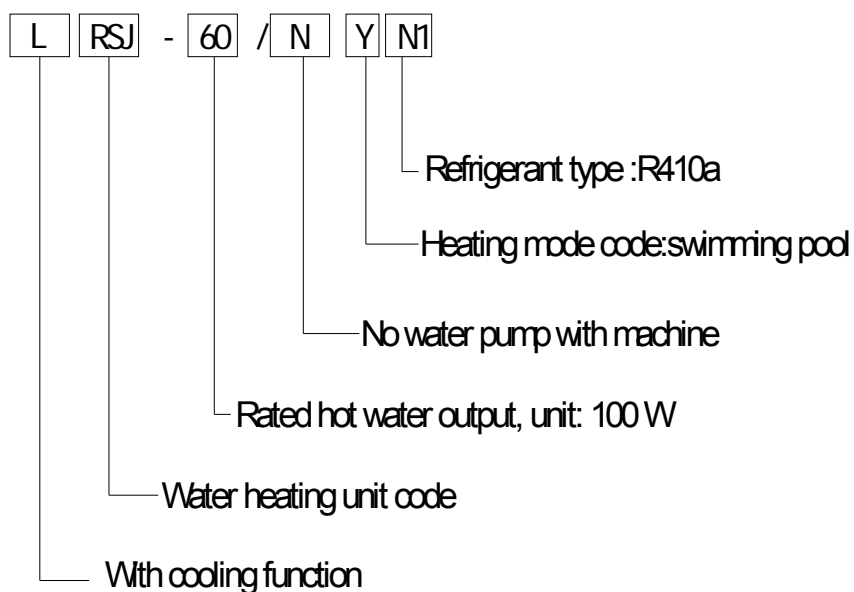 L RSJ - 60 / N Y N1
Refrigerant type :R410a
Heating mode code:swimming pool
No water pump with machine
Rated hot water output, unit: 100 W
Water heating unit code
With cooling function